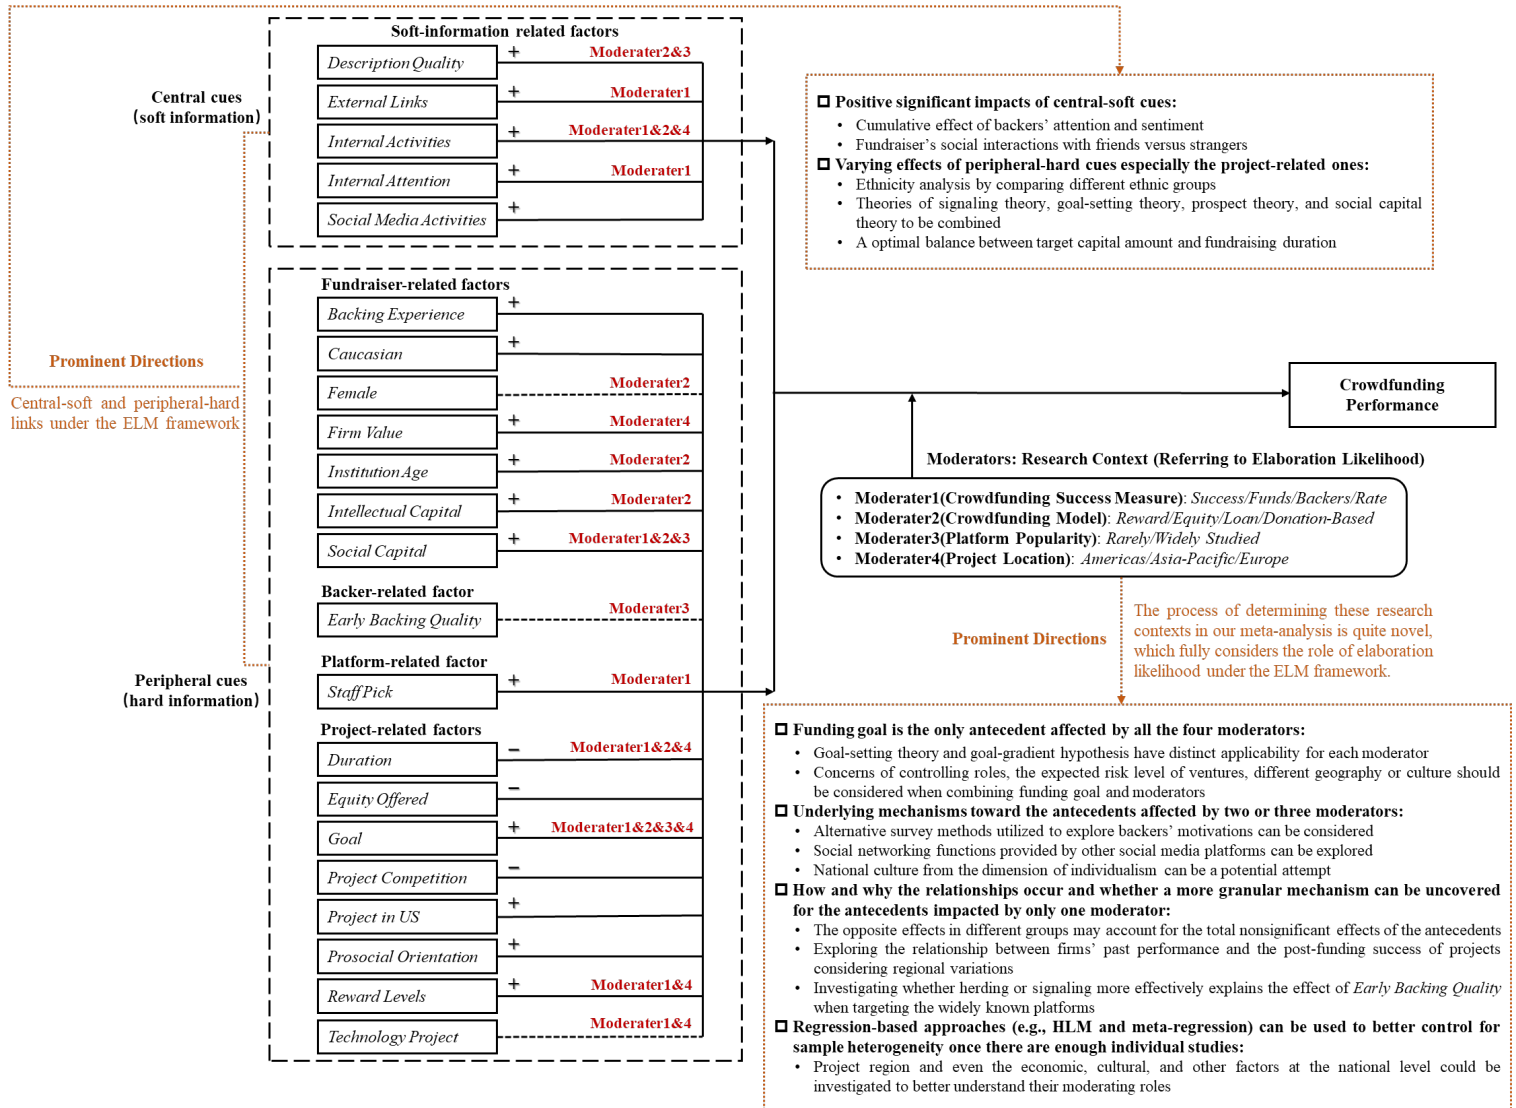 Soft-information related factors
Central cues
(soft information)
Description Quality
+
Moderater2&3
External Links
+
Moderater1
Internal Activities
+
Moderater1&2&4
Internal Attention
+
Moderater1
Social Media Activities
+
Fundraiser-related factors
Backing Experience
+
Caucasian
+
Female
Moderater2
Firm Value
+
Moderater4
Institution Age
+
Moderater2
Intellectual Capital
+
Moderater2
Social Capital
+
Moderater1&2&3
Backer-related factor
Early Backing Quality
Moderater3
Platform-related factor
Staff Pick
+
Moderater1
Peripheral cues
(hard information)
Project-related factors
Duration
−
Moderater1&2&4
Equity Offered
−
Goal
+
Moderater1&2&3&4
Project Competition
−
Project in US
+
Prosocial Orientation
+
Reward Levels
+
Moderater1&4
Technology Project
Moderater1&4
Prominent Directions
Central-soft and peripheral-hard
links under the ELM framework
Positive significant impacts of central-soft cues:
• Cumulative effect of backers' attention and sentiment
• Fundraiser's social interactions with friends versus strangers
Varying effects of peripheral-hard cues especially the project-related ones:
• Ethnicity analysis by comparing different ethnic groups
• Theories of signaling theory, goal-setting theory, prospect theory, and social capital
theory to be combined
• A optimal balance between target capital amount and fundraising duration
Crowdfunding
Performance
Moderators: Research Context (Referring to Elaboration Likelihood)
• Moderater1(Crowdfunding Success Measure): Success/Funds/Backers/Rate
• Moderater2(Crowdfunding Model): Reward/Equity/Loan/Donation-Based
• Moderater3(Platform Popularity): Rarely/Widely Studied
• Moderater4(Project Location): Americas/Asia-Pacific/Europe
Prominent Directions
The process of determining these research
contexts in our meta-analysis is quite novel,
which fully considers the role of elaboration
likelihood under the ELM framework.
Funding goal is the only antecedent affected by all the four moderators:
• Goal-setting theory and goal-gradient hypothesis have distinct applicability for each moderator
• Concerns of controlling roles, the expected risk level of ventures, different geography or culture should
be considered when combining funding goal and moderators
Underlying mechanisms toward the antecedents affected by two or three moderators:
• Alternative survey methods utilized to explore backers' motivations can be considered
• Social networking functions provided by other social media platforms can be explored
• National culture from the dimension of individualism can be a potential attempt
How and why the relationships occur and whether a more granular mechanism can be uncovered
for the antecedents impacted by only one moderator:
• The opposite effects in different groups may account for the total nonsignificant effects of the antecedents
• Exploring the relationship between firms' past performance and the post-funding success of projects
considering regional variations
• Investigating whether herding or signaling more effectively explains the effect of Early Backing Quality
when targeting the widely known platforms
Regression-based approaches (e.g., HLM and meta-regression) can be used to better control for
sample heterogeneity once there are enough individual studies:
• Project region and even the economic, cultural, and other factors at the national level could be
investigated to better understand their moderating roles